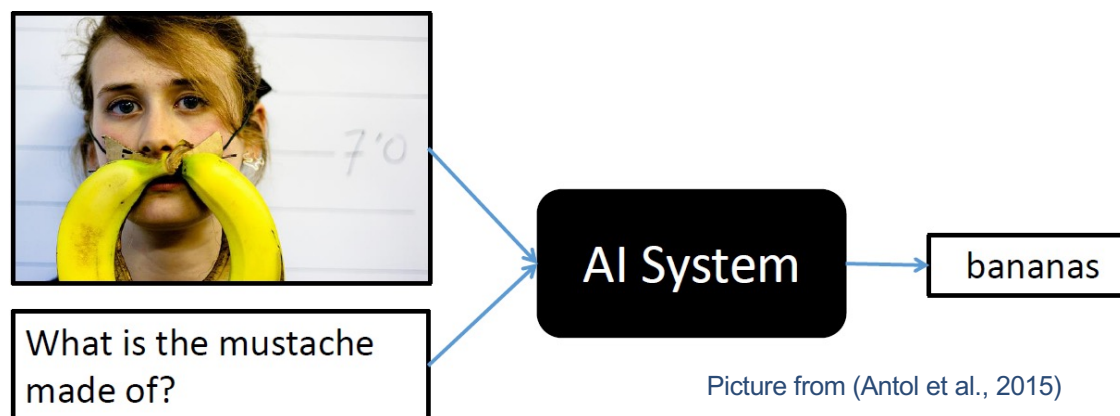 7'0
AI System
bananas
What is the mustache
made of?
Picture from (Antol et al., 2015)